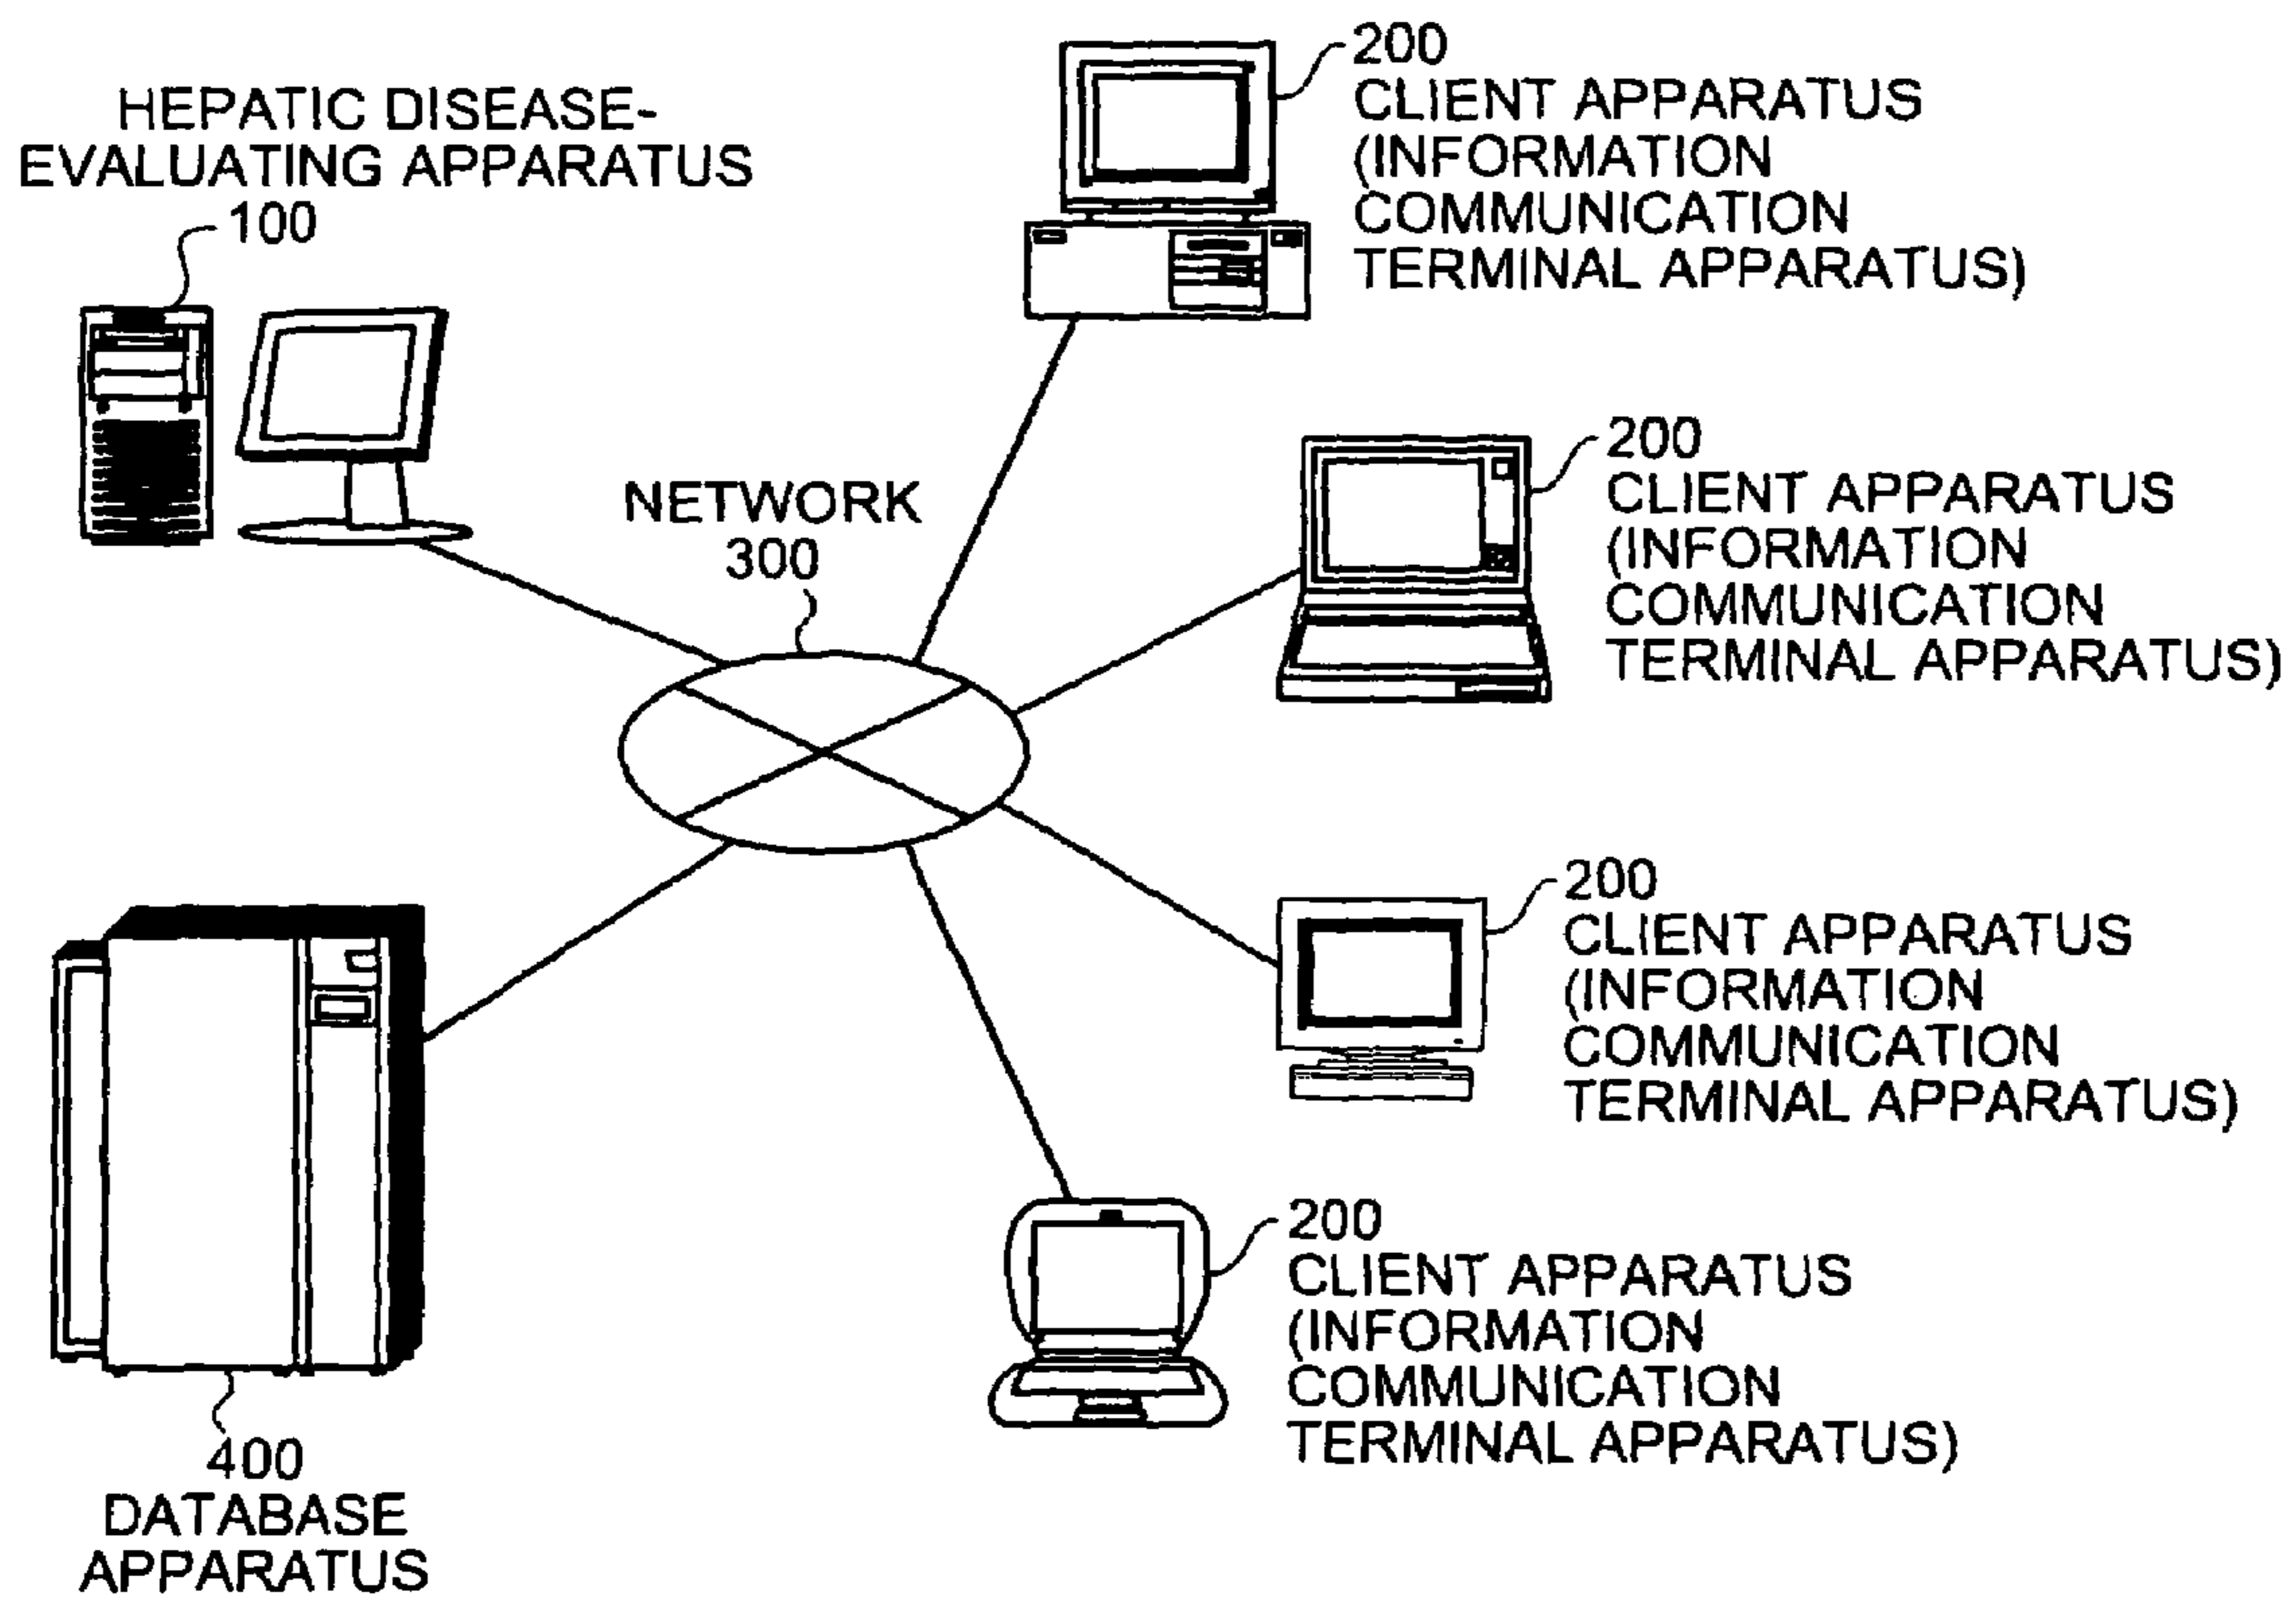 HEPATIC DISEASE-
EVALUATING APPARATUS
100
200
CLIENT APPARATUS
(INFORMATION
COMMUNICATION
TERMINAL APPARATUS)
NETWORK
300
200
CLIENT APPARATUS
(INFORMATION
COMMUNICATION
TERMINAL APPARATUS)
200
CLIENT APPARATUS
(INFORMATION
COMMUNICATION
TERMINAL APPARATUS)
200
CLIENT APPARATUS
(INFORMATION
COMMUNICATION
TERMINAL APPARATUS)
400
DATABASE
APPARATUS